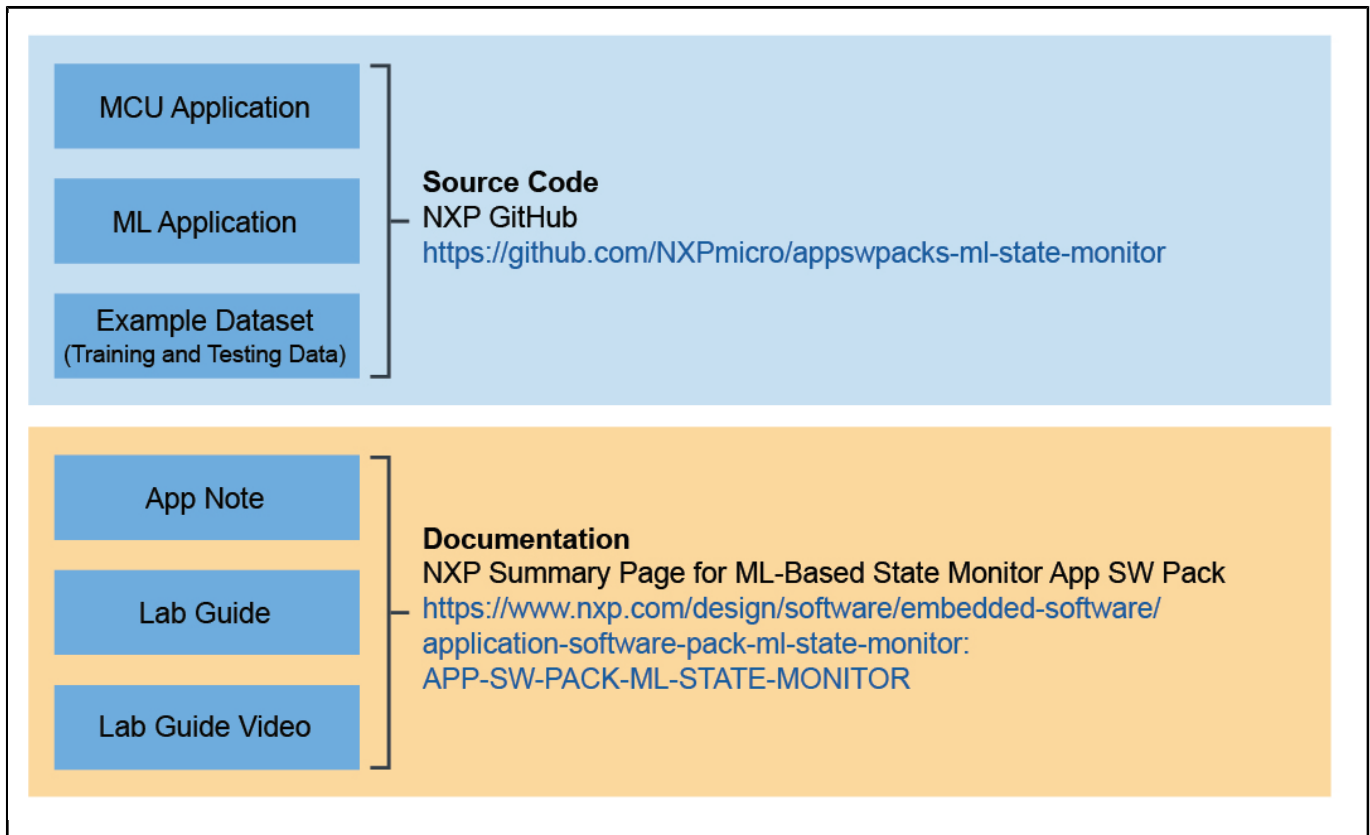 MCU Application
ML Application
Example Dataset
(Training and Testing Data)
Source Code
NXP GitHub
https://github.com/NXPmicro/appswpacks-ml-state-monitor
App Note
Lab Guide
Lab Guide Video
Documentation
NXP Summary Page for ML-Based State Monitor App SW Pack
https://www.nxp.com/design/software/embedded-software/
application-software-pack-ml-state-monitor:
APP-SW-PACK-ML-STATE-MONITOR